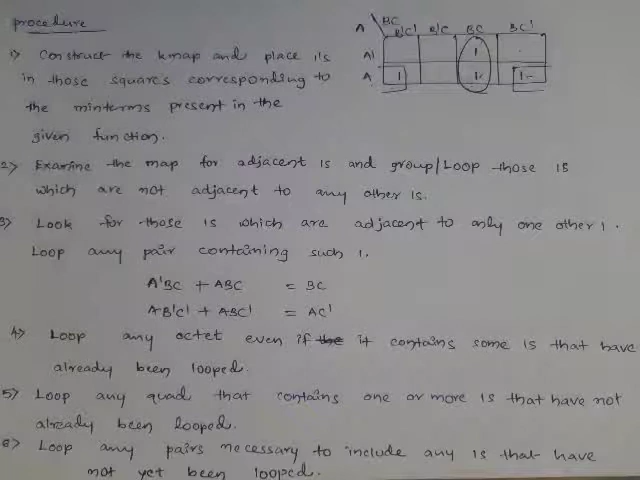 procedure
A \ BC
B'C' B'C BC BC'
A' 1
A 1 1 1
1) Construct the kmap and place 1s
in those squares corresponding to
the minterms present in the
given function.
2) Examine the map for adjacent 1s and group/Loop those 1s
which are not adjacent to any other 1s.
3) Look for those 1s which are adjacent to only one other 1.
Loop any pair containing such 1.
A'BC + ABC = BC
AB'C' + ABC' = AC'
4) Loop any octet even if it contains some 1s that have
already been looped.
5) Loop any quad that contains one or more 1s that have not
already been looped.
6) Loop any pairs necessary to include any 1s that have
not yet been looped.